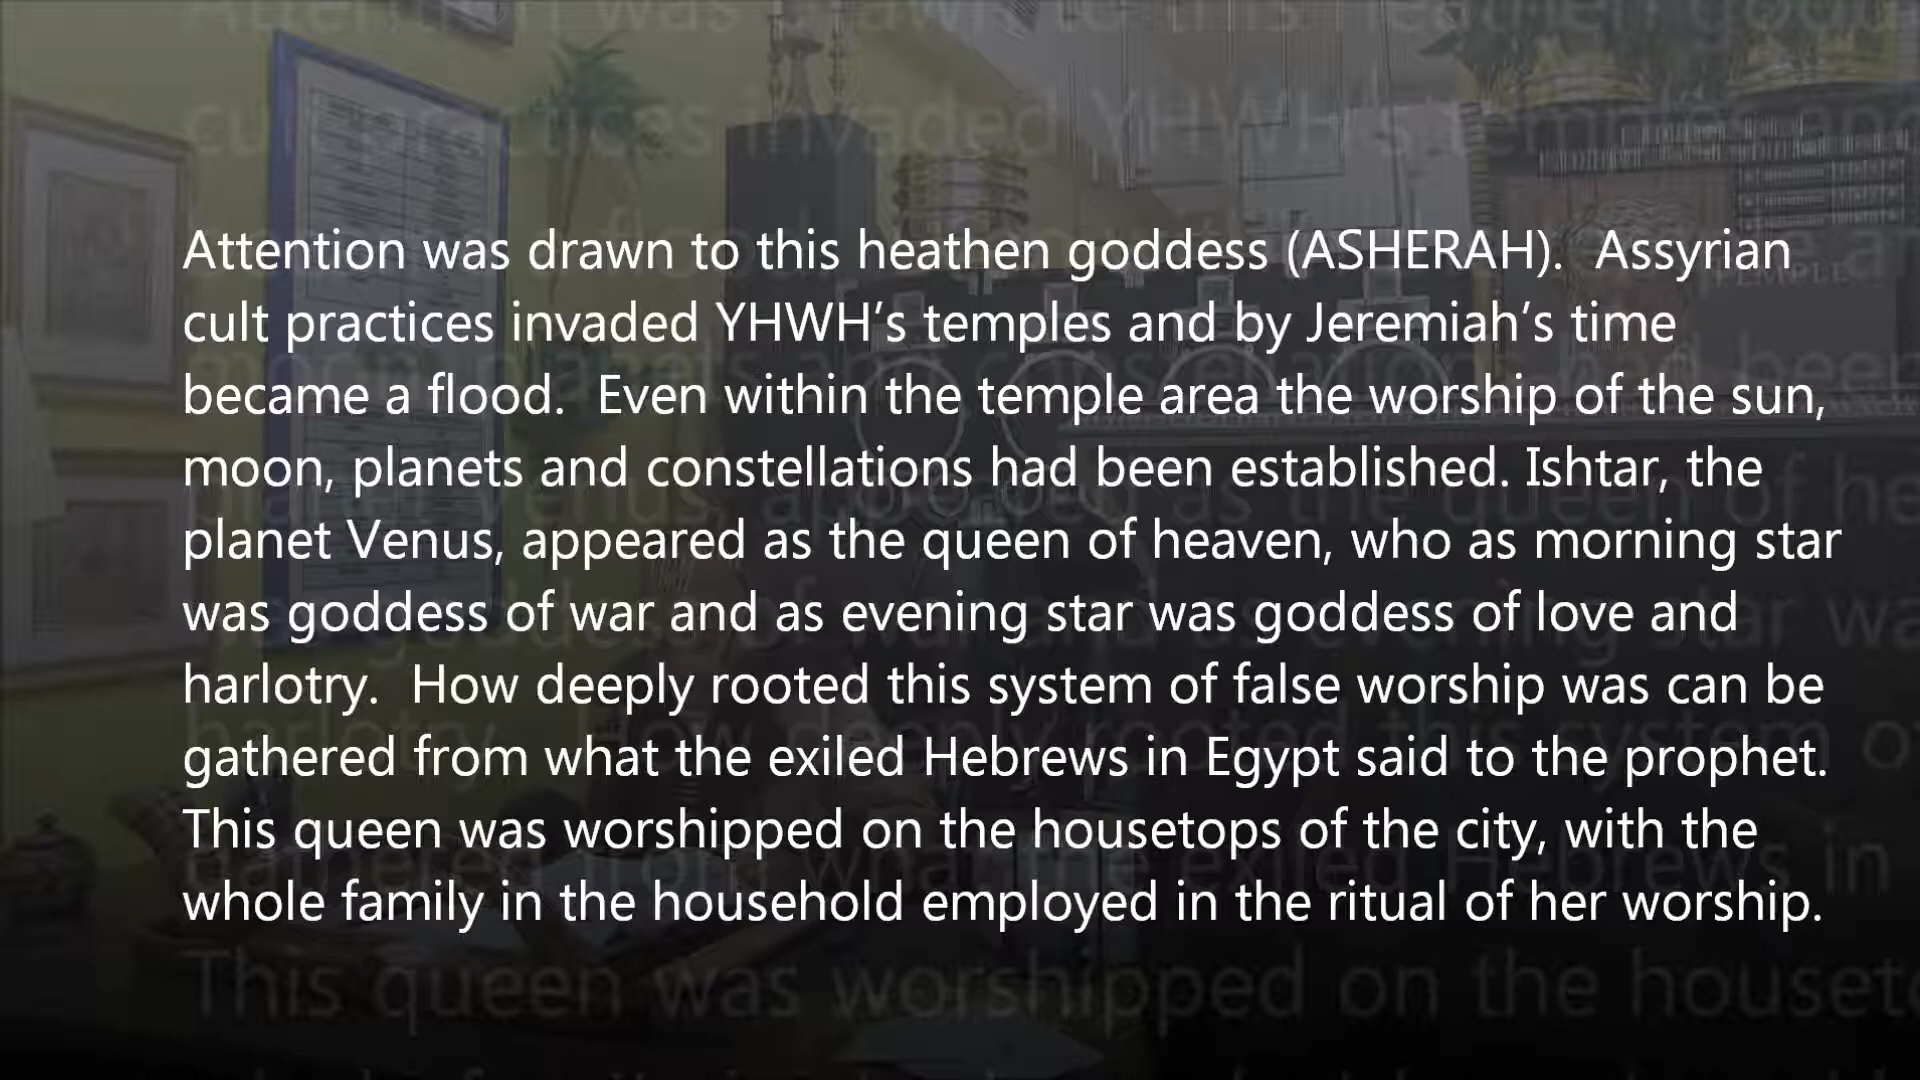 Attention was drawn to this heathen goddess (ASHERAH).  Assyrian
cult practices invaded YHWH’s temples and by Jeremiah’s time
became a flood.  Even within the temple area the worship of the sun,
moon, planets and constellations had been established. Ishtar, the
planet Venus, appeared as the queen of heaven, who as morning star
was goddess of war and as evening star was goddess of love and
harlotry.  How deeply rooted this system of false worship was can be
gathered from what the exiled Hebrews in Egypt said to the prophet.
This queen was worshipped on the housetops of the city, with the
whole family in the household employed in the ritual of her worship.